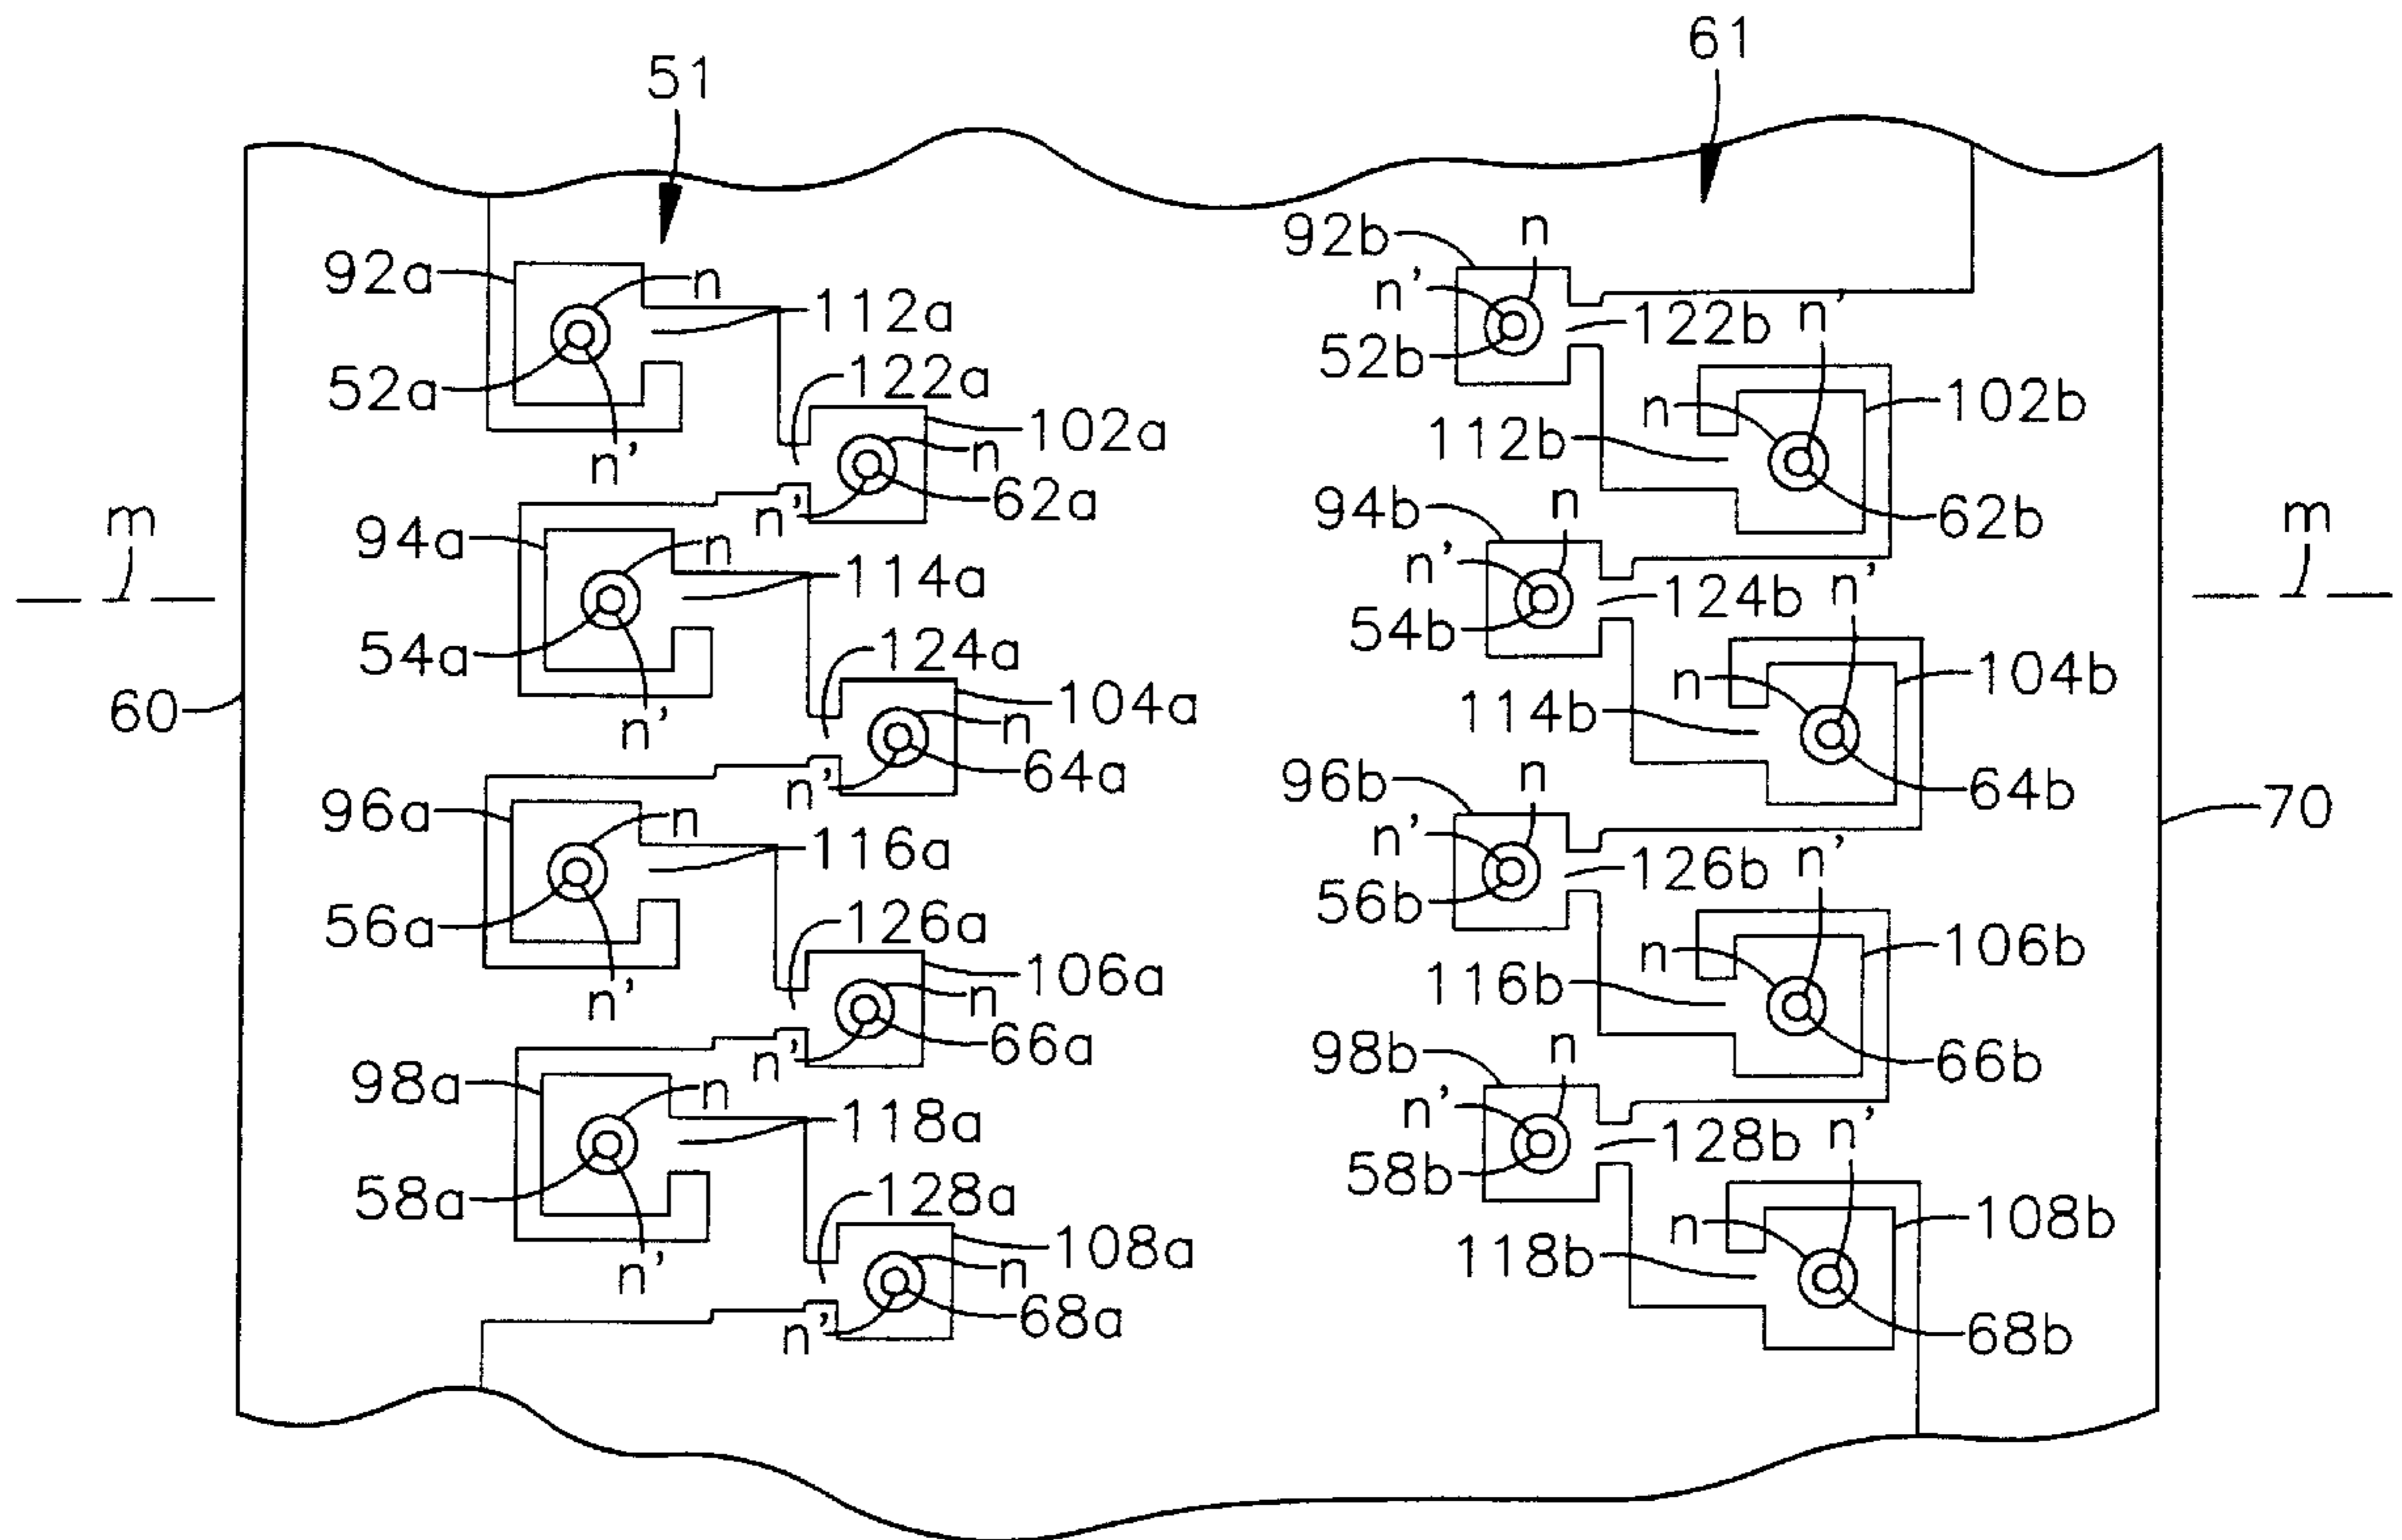 51
61
92a
n
112a
52a
n'
122a
102a
n
62a
n'
m
94a
n
114a
54a
n'
124a
104a
n
64a
n'
60
96a
n
116a
56a
n'
126a
106a
n
66a
n'
98a
n
118a
58a
n'
128a
108a
n
68a
n'
92b
n
n'
52b
122b
n'
n
102b
112b
62b
94b
n
n'
54b
124b
n'
m
n
104b
114b
64b
70
96b
n
n'
56b
126b
n'
n
106b
116b
66b
98b
n
n'
58b
128b
n'
n
108b
118b
68b